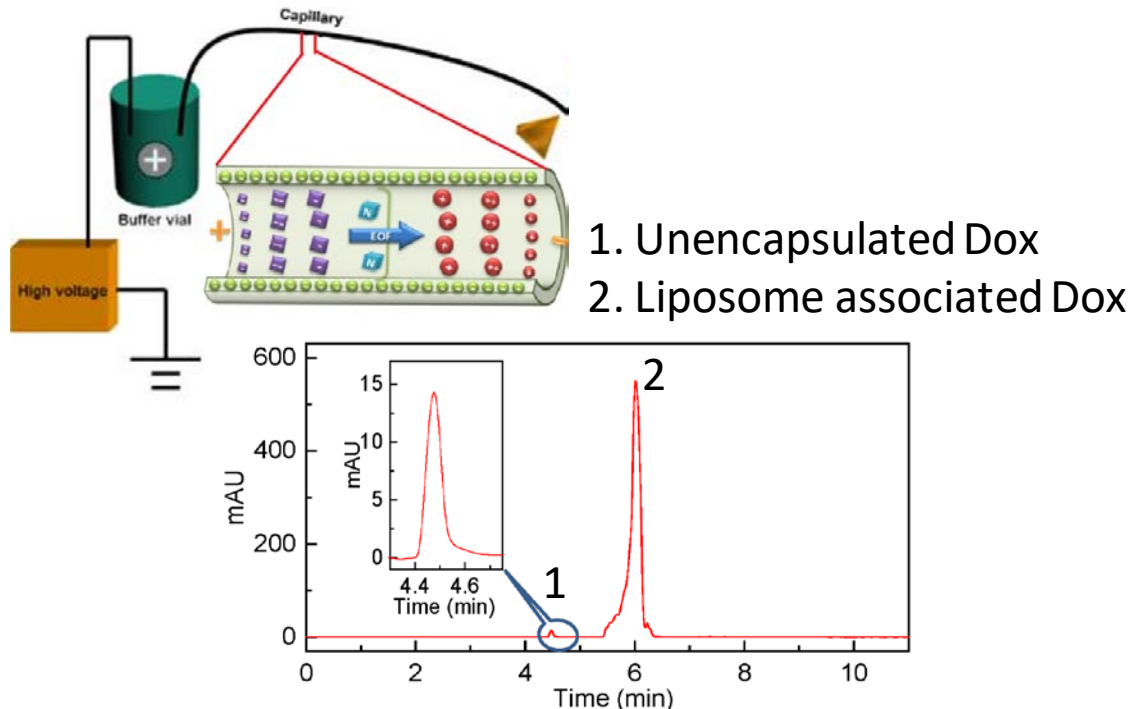 Capillary
+
Buffer vial
High voltage
+
N
EOF
N
1. Unencapsulated Dox
2. Liposome associated Dox
600
400
200
0
mAU
15
10
5
0
mAU
4.4 4.6
Time (min)
1
2
0 2 4 6 8 10
Time (min)